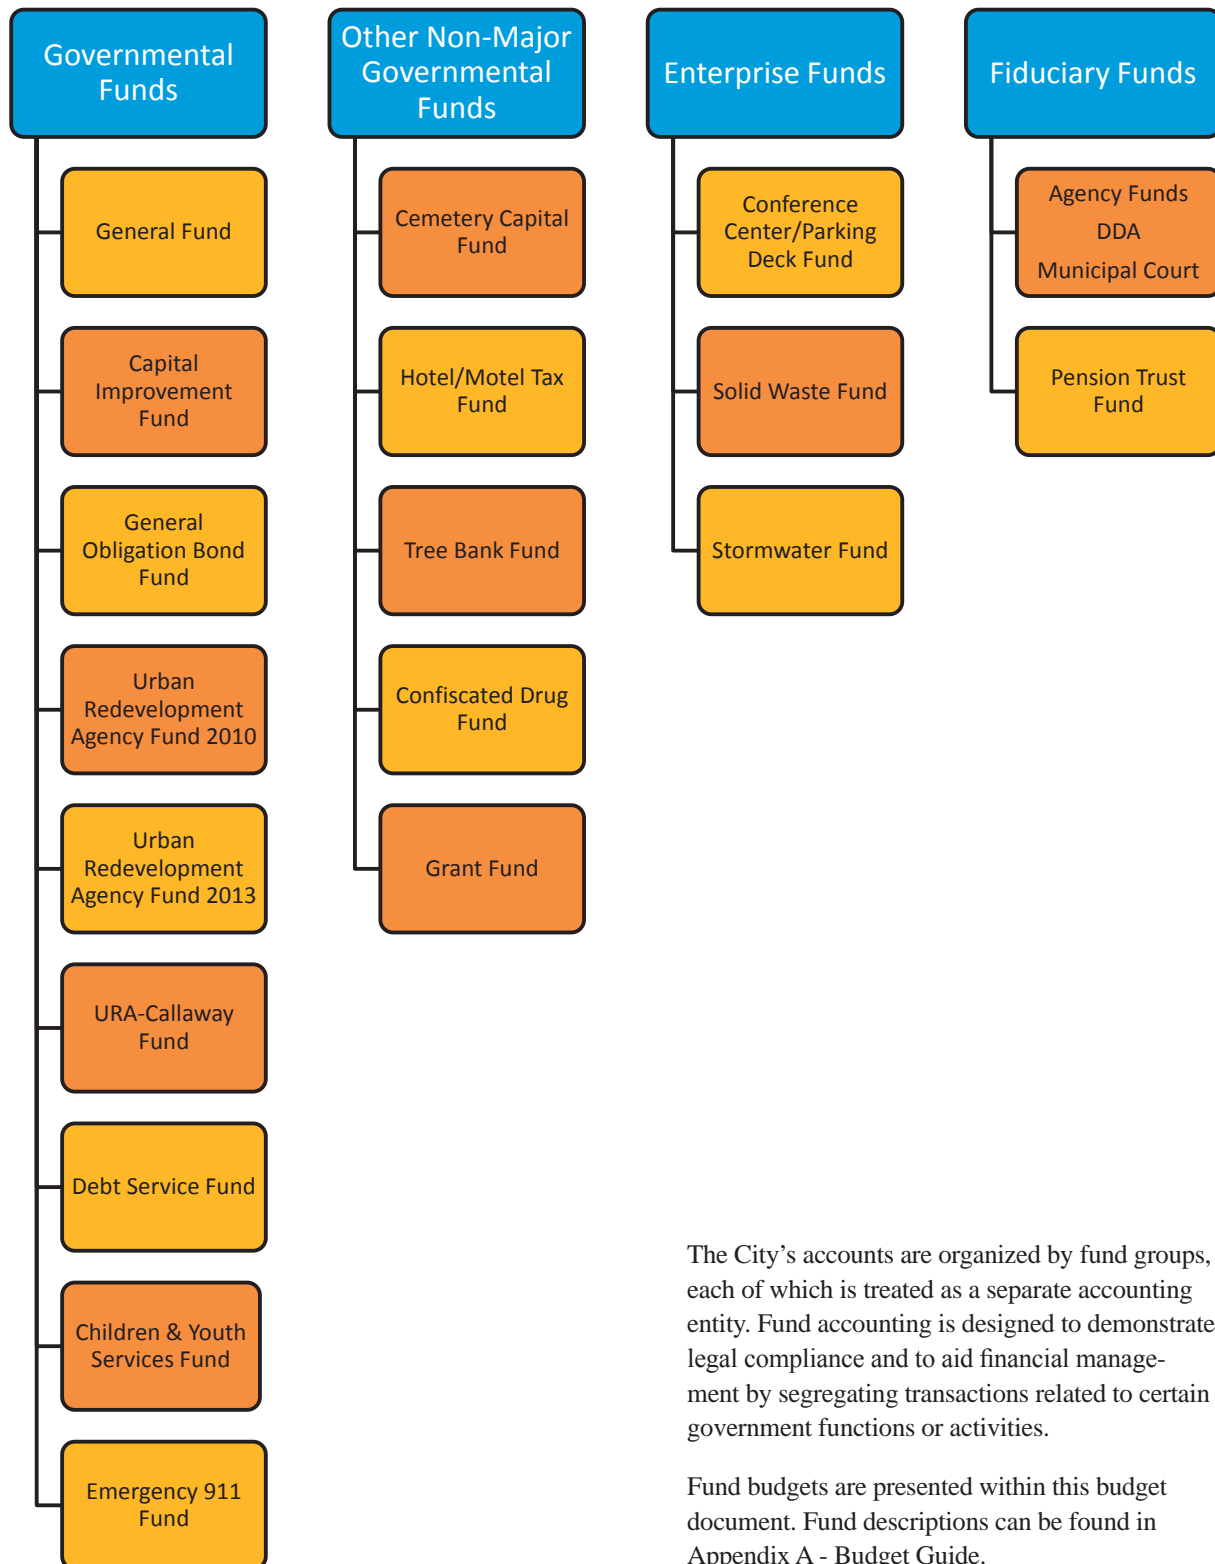 Governmental
Funds
General Fund
Capital
Improvement
Fund
General
Obligation Bond
Fund
Urban
Redevelopment
Agency Fund 2010
Urban
Redevelopment
Agency Fund 2013
URA-Callaway
Fund
Debt Service Fund
Children & Youth
Services Fund
Emergency 911
Fund
Other Non-Major
Governmental
Funds
Cemetery Capital
Fund
Hotel/Motel Tax
Fund
Tree Bank Fund
Confiscated Drug
Fund
Grant Fund
Enterprise Funds
Conference
Center/Parking
Deck Fund
Solid Waste Fund
Stormwater Fund
Fiduciary Funds
Agency Funds
DDA
Municipal Court
Pension Trust
Fund
The City’s accounts are organized by fund groups,
each of which is treated as a separate accounting
entity. Fund accounting is designed to demonstrate
legal compliance and to aid financial manage-
ment by segregating transactions related to certain
government functions or activities.
Fund budgets are presented within this budget
document. Fund descriptions can be found in
Appendix A - Budget Guide.